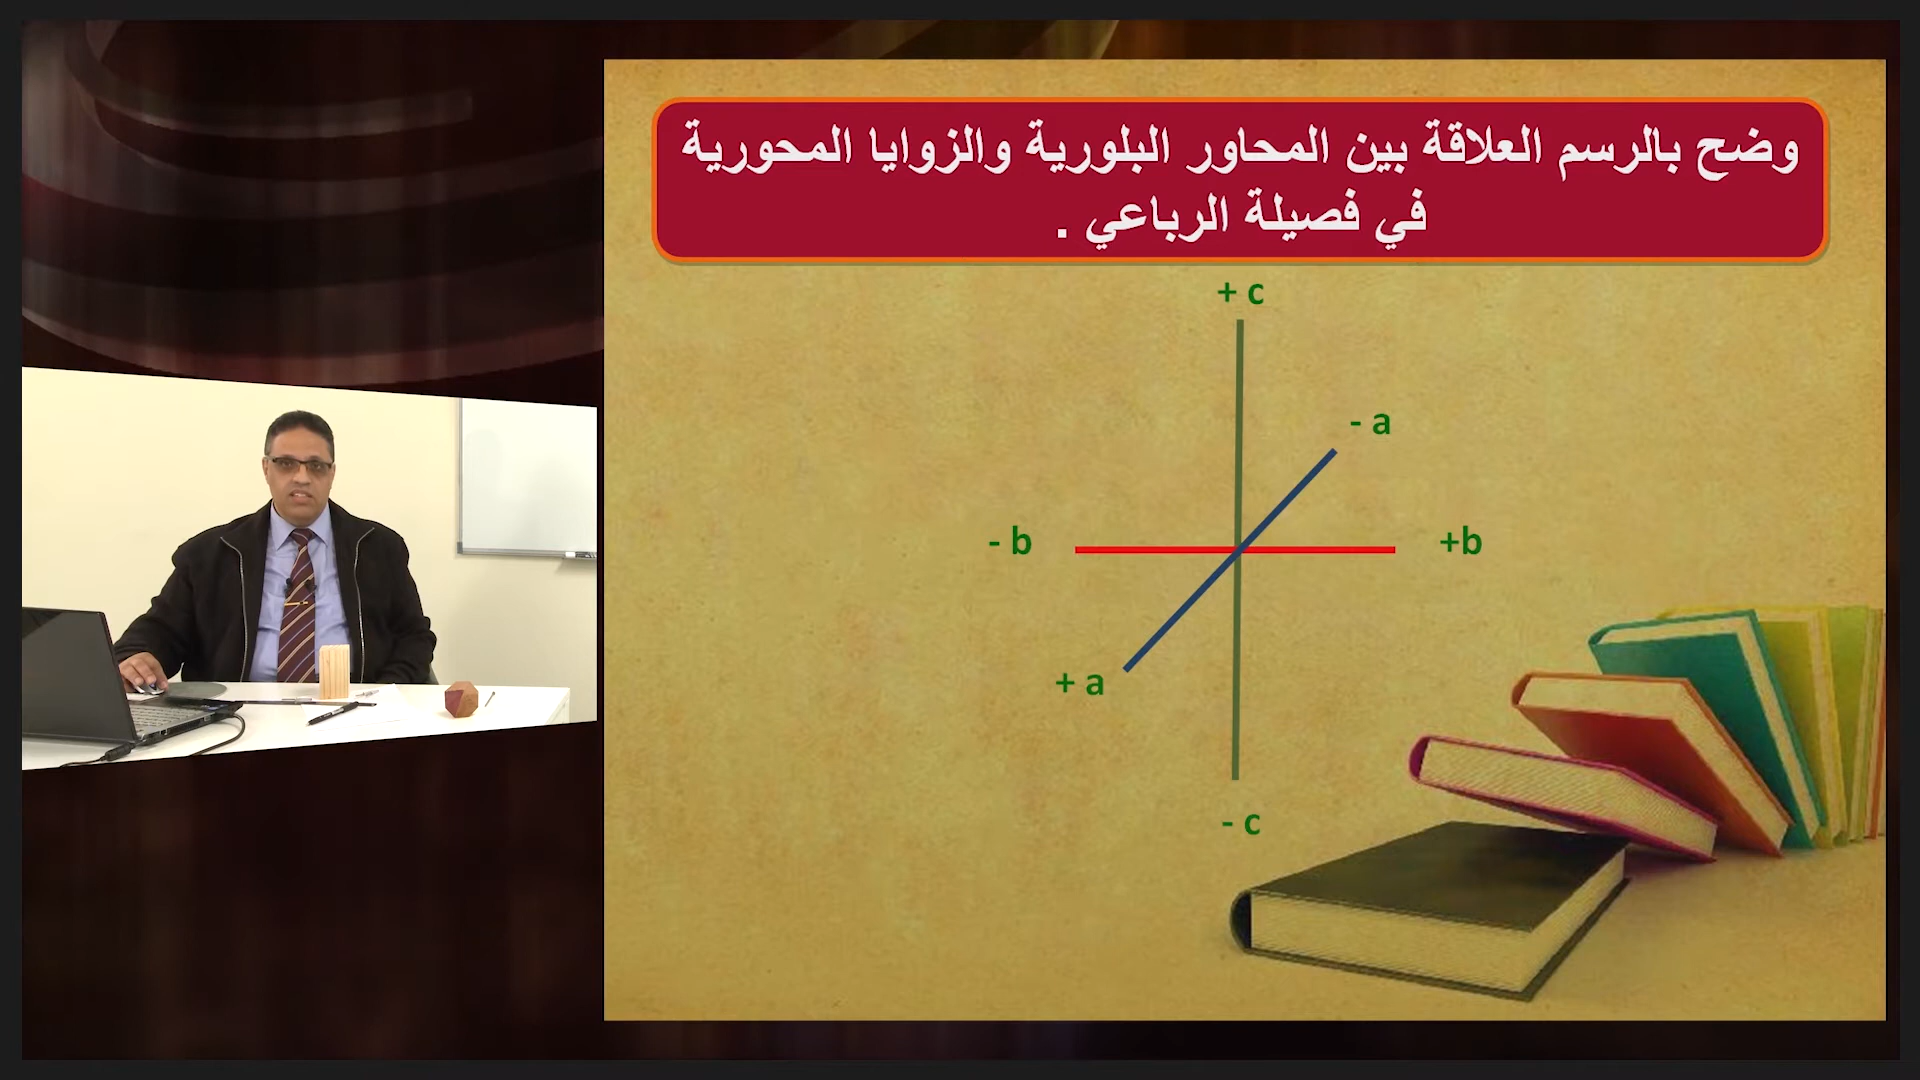 وضح بالرسم العلاقة بين المحاور البلورية والزوايا المحورية
في فصيلة الرباعي .
+ c
- a
- b
+b
+ a
- c